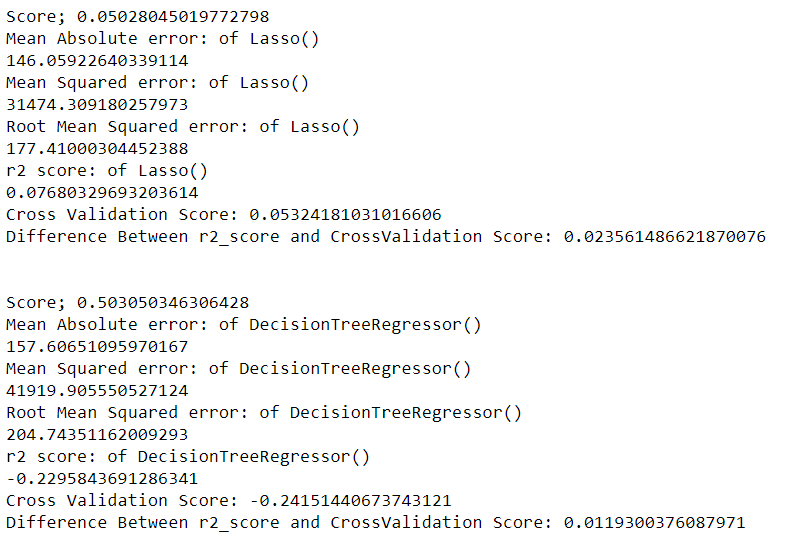 Score; 0.05028045019772798
Mean Absolute error: of Lasso()
146.05922640339114
Mean Squared error: of Lasso()
31474.309180257973
Root Mean Squared error: of Lasso()
177.41000304452388
r2 score: of Lasso()
0.07680329693203614
Cross Validation Score: 0.05324181031016606
Difference Between r2_score and CrossValidation Score: 0.023561486621870076
Score; 0.503050346306428
Mean Absolute error: of DecisionTreeRegressor()
157.60651095970167
Mean Squared error: of DecisionTreeRegressor()
41919.905550527124
Root Mean Squared error: of DecisionTreeRegressor()
204.74351162009293
r2 score: of DecisionTreeRegressor()
-0.2295843691286341
Cross Validation Score: -0.24151440673743121
Difference Between r2_score and CrossValidation Score: 0.0119300376087971